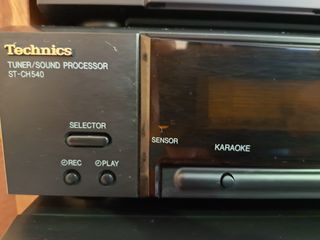 Technics
TUNER/SOUND PROCESSOR
ST-CH540
SELECTOR
SENSOR
KARAOKE
REC
PLAY